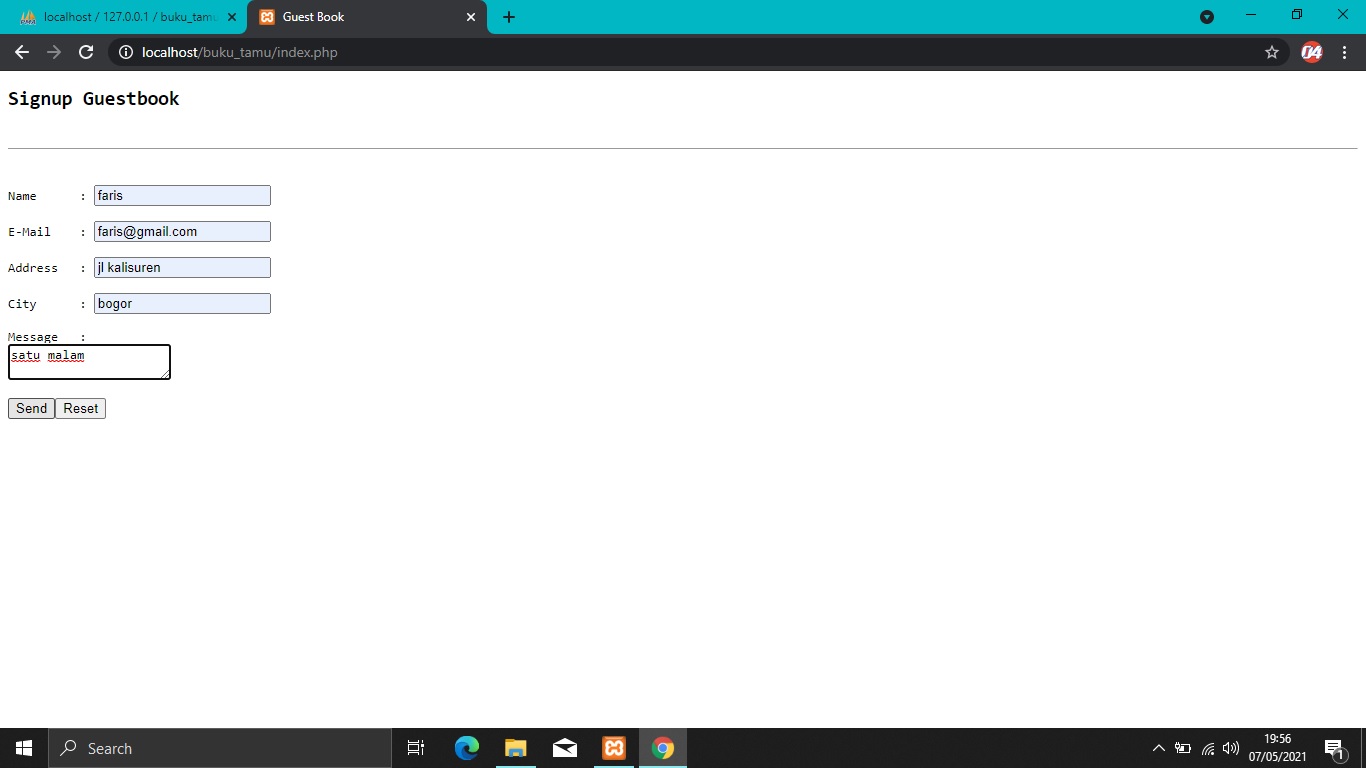 localhost / 127.0.0.1 / buku_tamu
Guest Book
localhost/buku_tamu/index.php
Signup Guestbook
Name : faris
E-Mail : faris@gmail.com
Address : jl kalisuren
City : bogor
Message :
satu malam
Send Reset
Search
19:56
07/05/2021
1